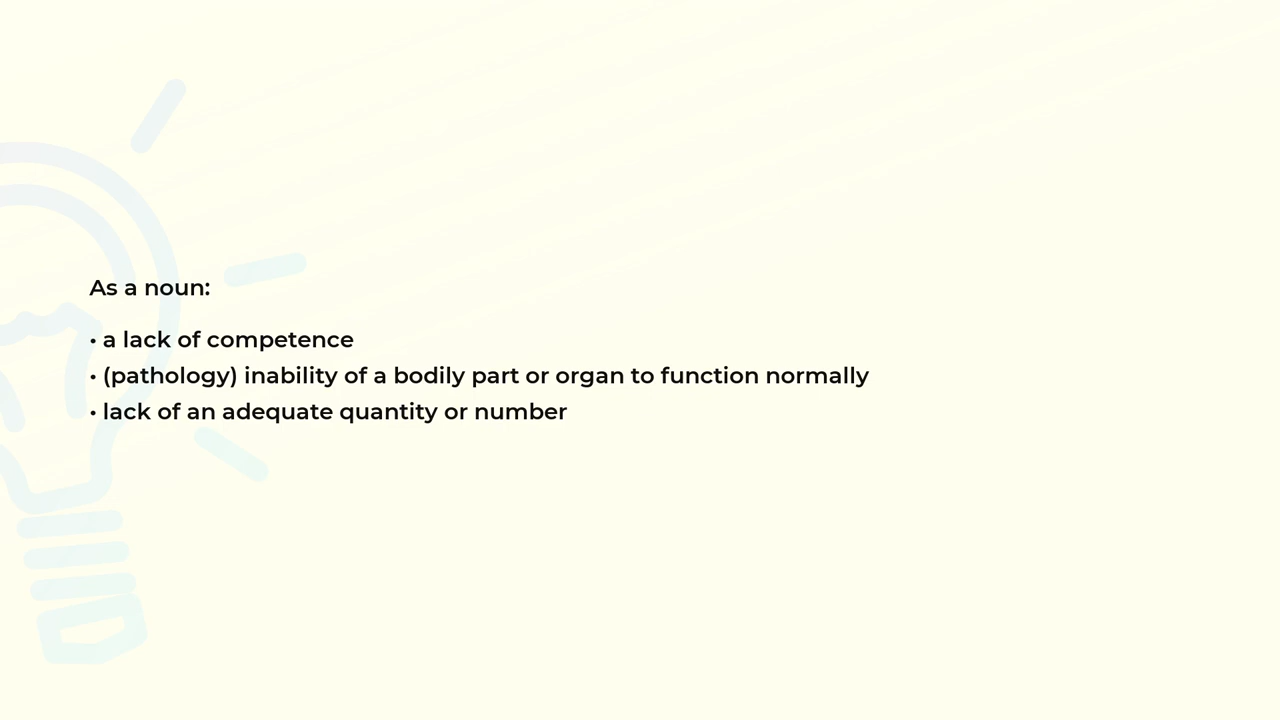 As a noun:
• a lack of competence
• (pathology) inability of a bodily part or organ to function normally
• lack of an adequate quantity or number